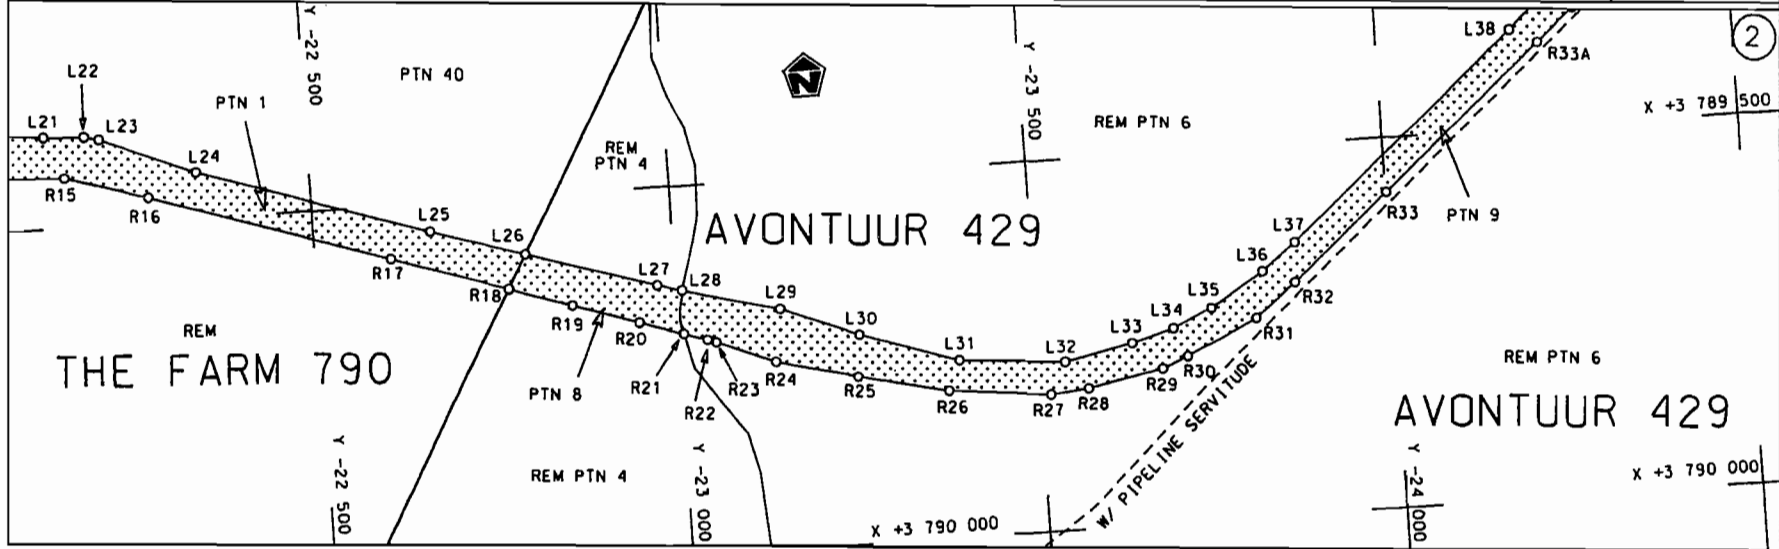 L22
L21
L23
PTN 1
L24
R15
R16
Y -22 500
PTN 40
REM
PTN 4
N
Y -23 500
REM PTN 6
L38
R33A
2
X +3 789 500
L25
L26
R17
R18
R19
R20
L27
L28
AVONTUUR 429
L29
L30
L31
L32
L33
L34
L35
L36
L37
R33
PTN 9
R32
R31
R30
R29
R28
R27
R26
R25
R24
R23
R22
R21
PTN 8
REM
THE FARM 790
REM PTN 6
AVONTUUR 429
Y -22 500
REM PTN 4
Y -23 000
X +3 790 000
W/ PIPELINE SERVITUDE
Y -24 000
X +3 790 000